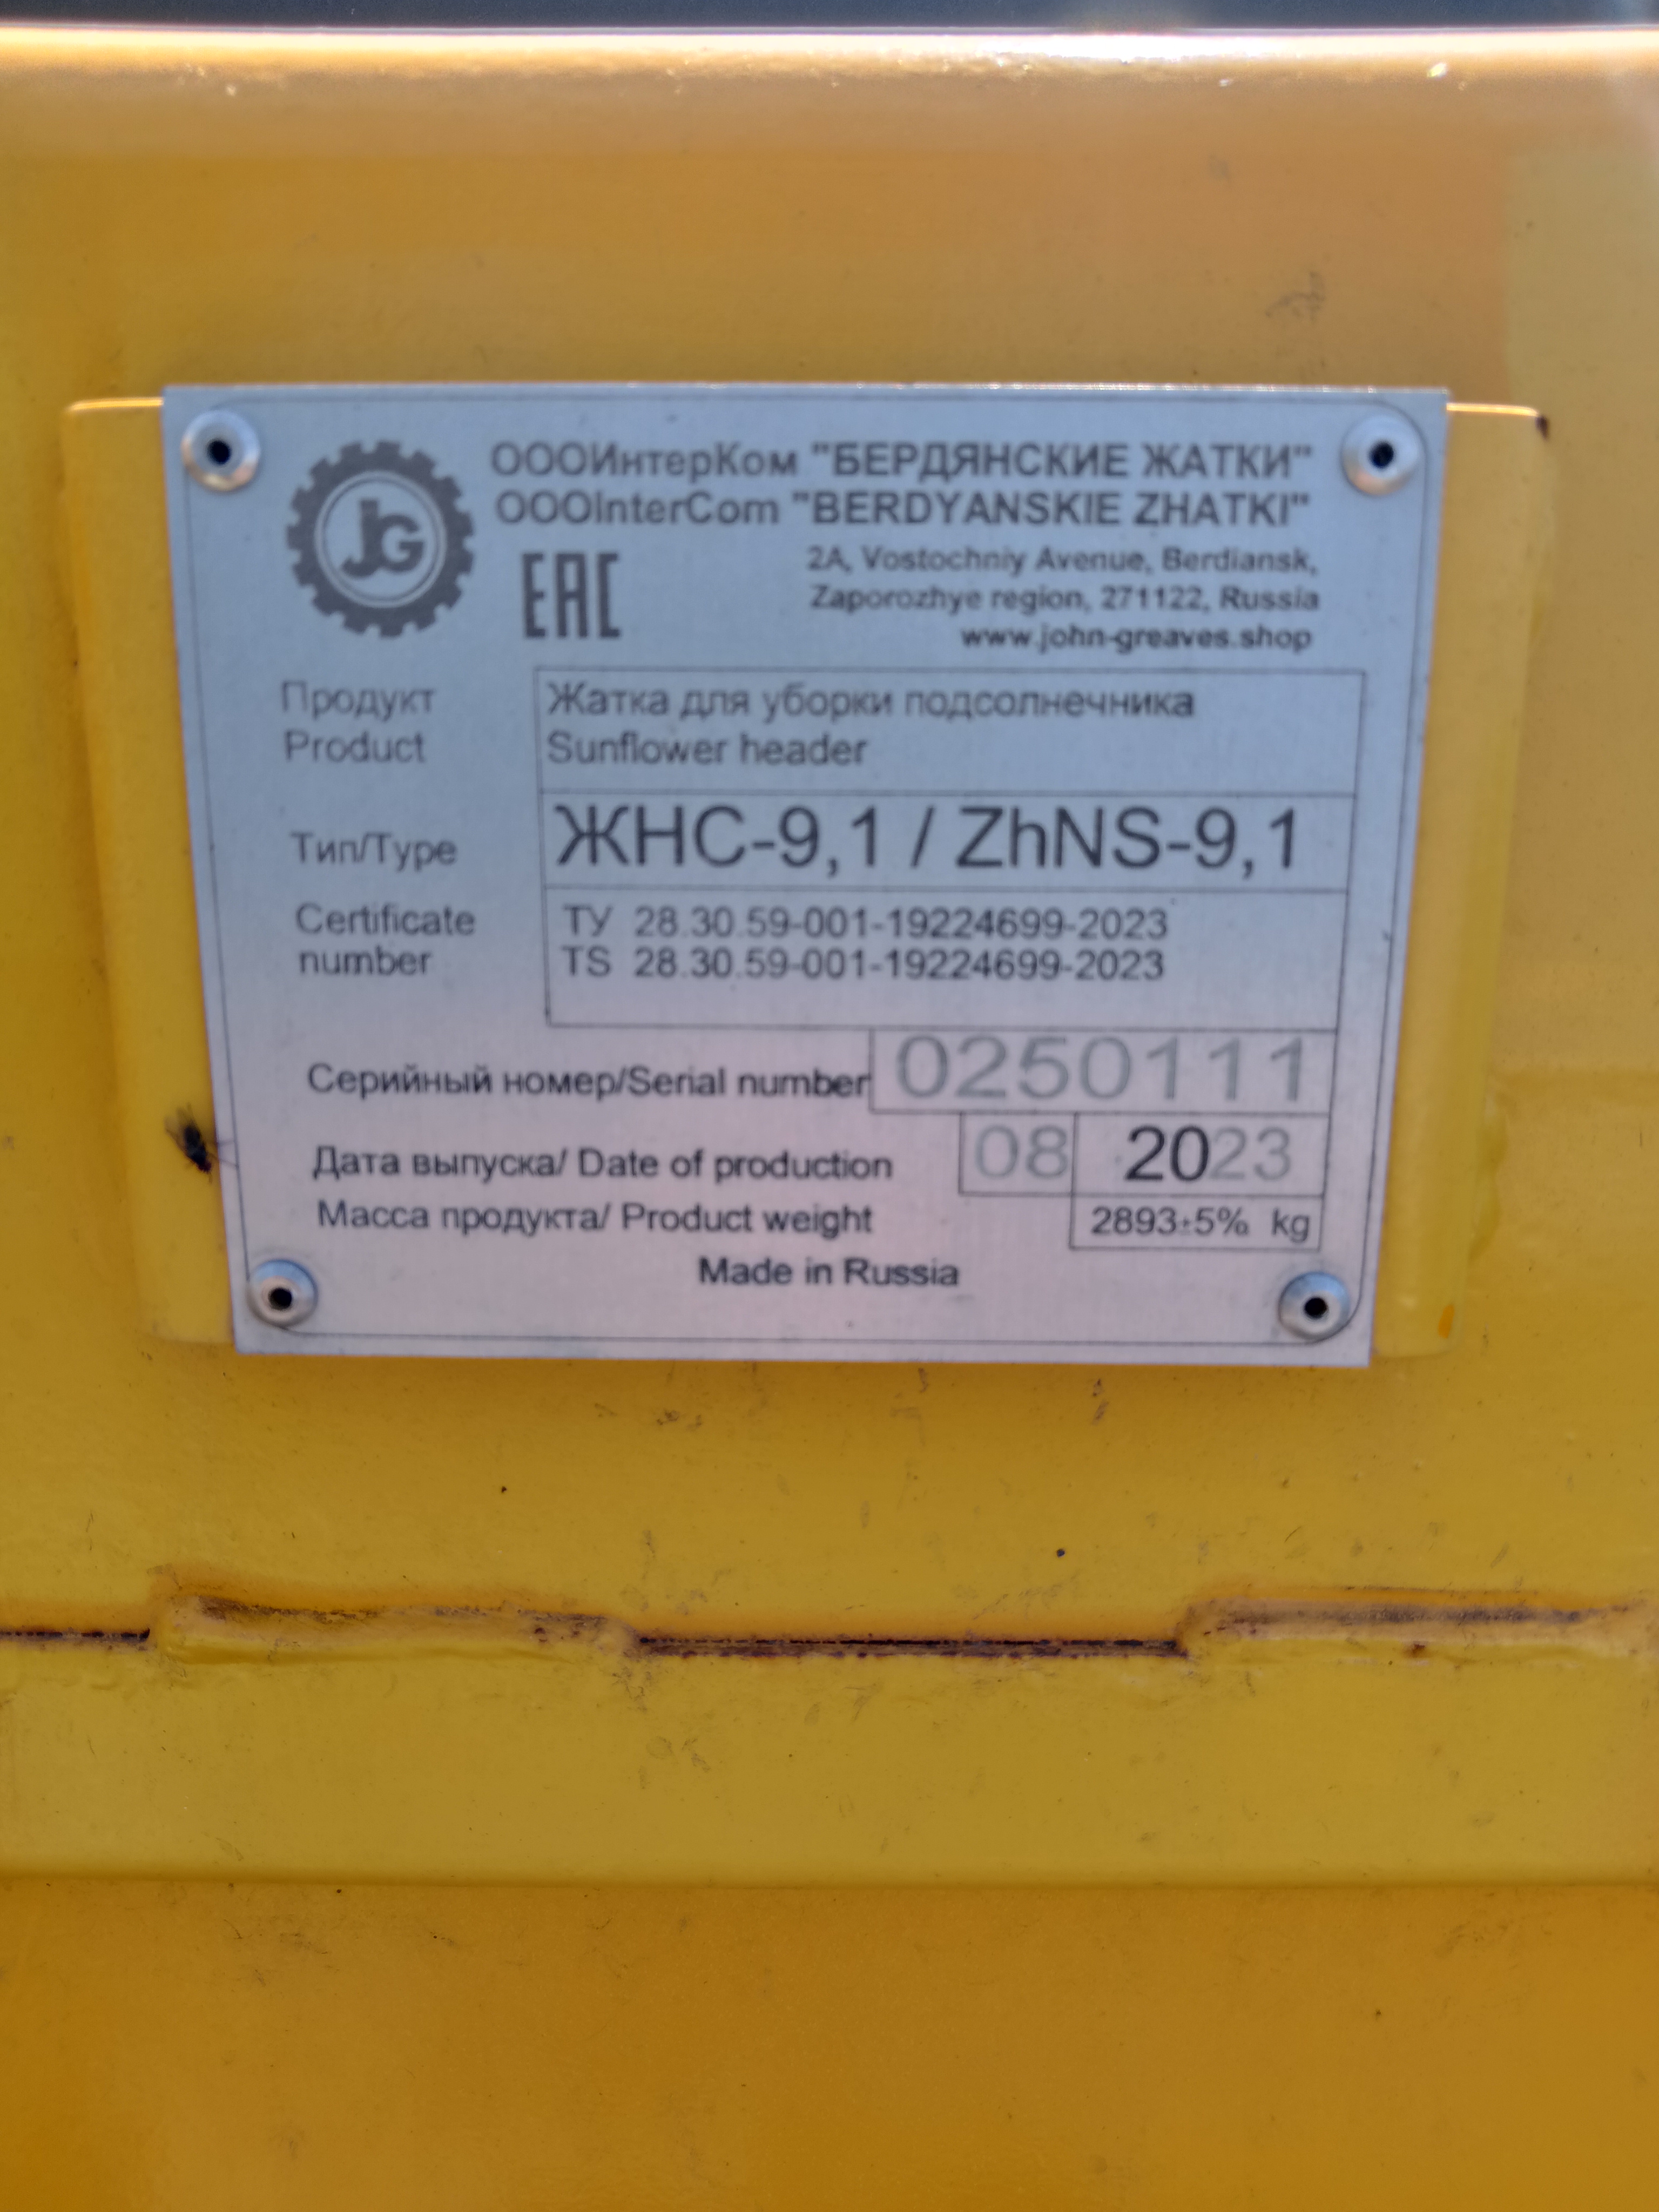 JG
ОООИнтерКом "БЕРДЯНСКИЕ ЖАТКИ"
OOOInterCom "BERDYANSKIE ZHATKI"
EAC
2A, Vostochniy Avenue, Berdiansk,
Zaporozhye region, 271122, Russia
www.john-greaves.shop
Продукт Жатка для уборки подсолнечника
Product Sunflower header
Тип/Type ЖНС-9,1 / ZhNS-9,1
Certificate ТУ 28.30.59-001-19224699-2023
number TS 28.30.59-001-19224699-2023
Серийный номер/Serial number 0250111
Дата выпуска/ Date of production 08 2023
Масса продукта/ Product weight 2893±5% kg
Made in Russia